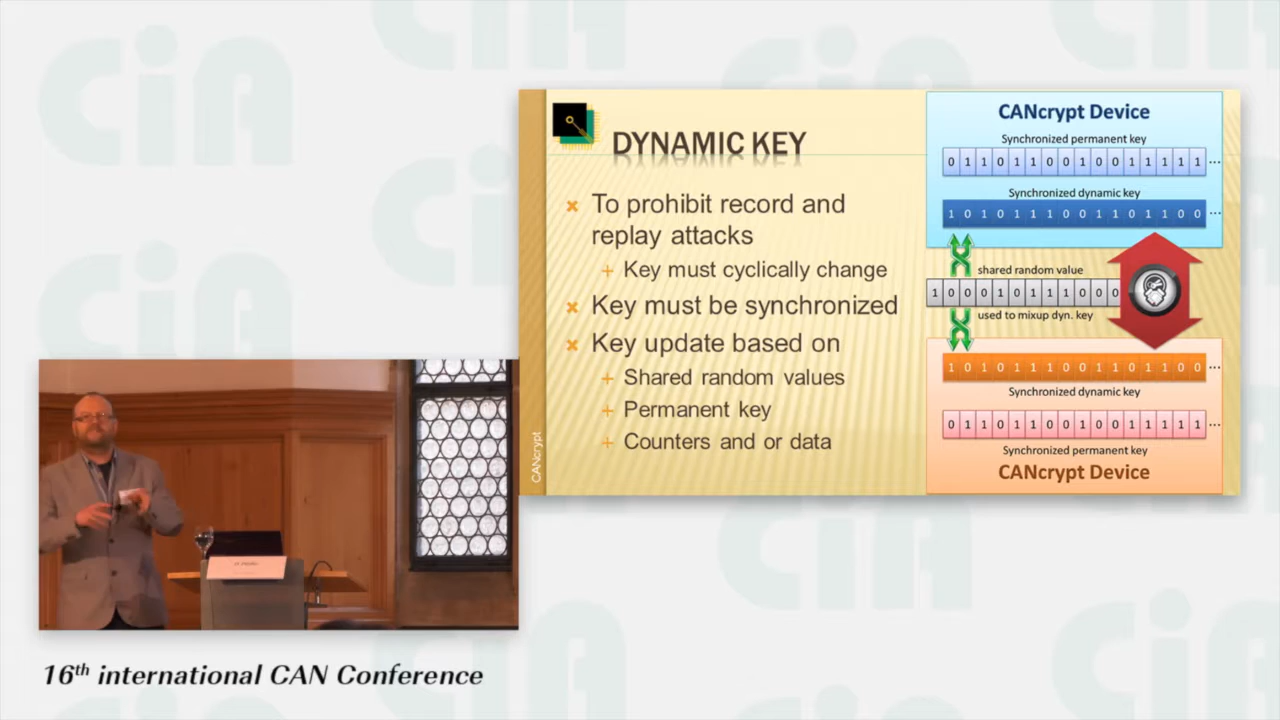 CiA
DYNAMIC KEY
To prohibit record and
replay attacks
Key must cyclically change
Key must be synchronized
Key update based on
Shared random values
Permanent key
Counters and or data
CANcrypt
CANcrypt Device
Synchronized permanent key
0 1 1 0 1 1 0 0 1 0 0 1 1 1 1 1 ...
Synchronized dynamic key
1 0 1 0 1 1 1 0 0 1 1 0 1 1 0 0 ...
shared random value
1 0 0 0 1 0 1 1 1 0 0 0
used to mixup dyn. key
1 0 1 0 1 1 1 0 0 1 1 0 1 1 0 0 ...
Synchronized dynamic key
0 1 1 0 1 1 0 0 1 0 0 1 1 1 1 1 ...
Synchronized permanent key
CANcrypt Device
16th international CAN Conference